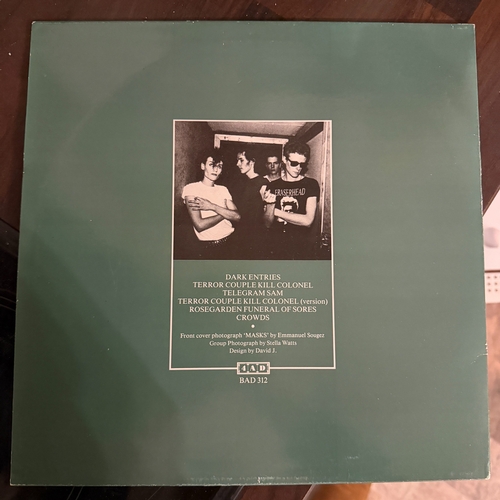 ERASERHEAD
DARK ENTRIES
TERROR COUPLE KILL COLONEL
TELEGRAM SAM
TERROR COUPLE KILL COLONEL (version)
ROSEGARDEN FUNERAL OF SORES
CROWDS
Front cover photograph 'MASKS' by Emmanuel Sougez
Group Photograph by Stella Watts
Design by David J.
4AD
BAD 312